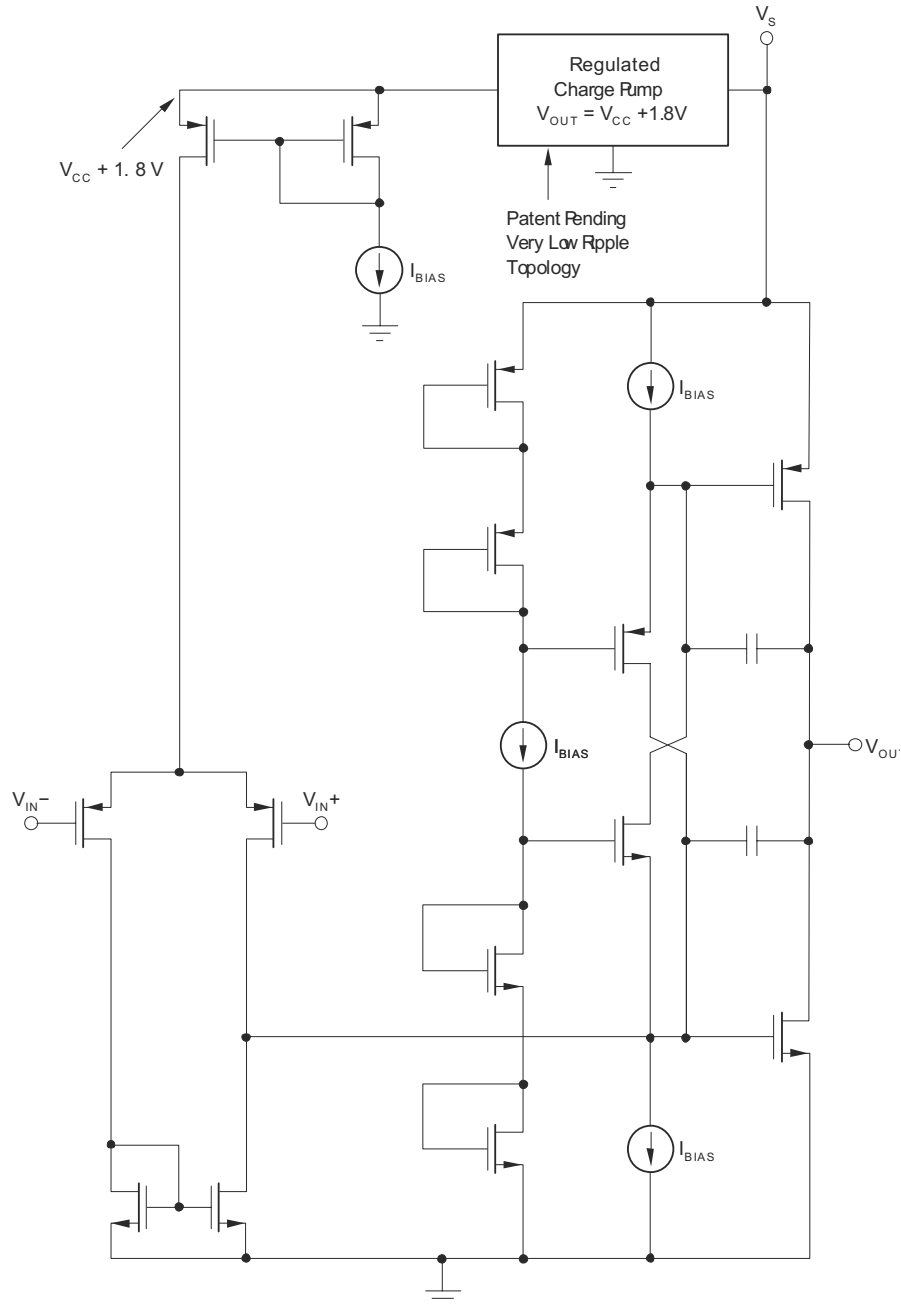 V_S
Regulated
Charge Pump
V_OUT = V_CC +1.8V
V_CC + 1. 8 V
Patent Pending
Very Low Ripple
Topology
I_BIAS
I_BIAS
I_BIAS
V_OUT
V_IN−
V_IN+
I_BIAS